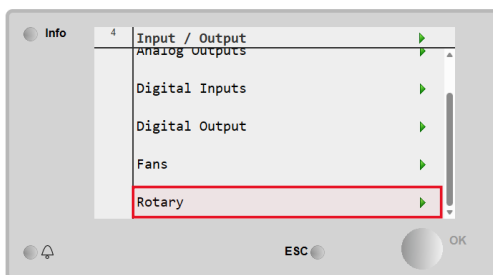 Info
4
Input / Output
Analog Outputs
Digital Inputs
Digital Output
Fans
Rotary
ESC
OK